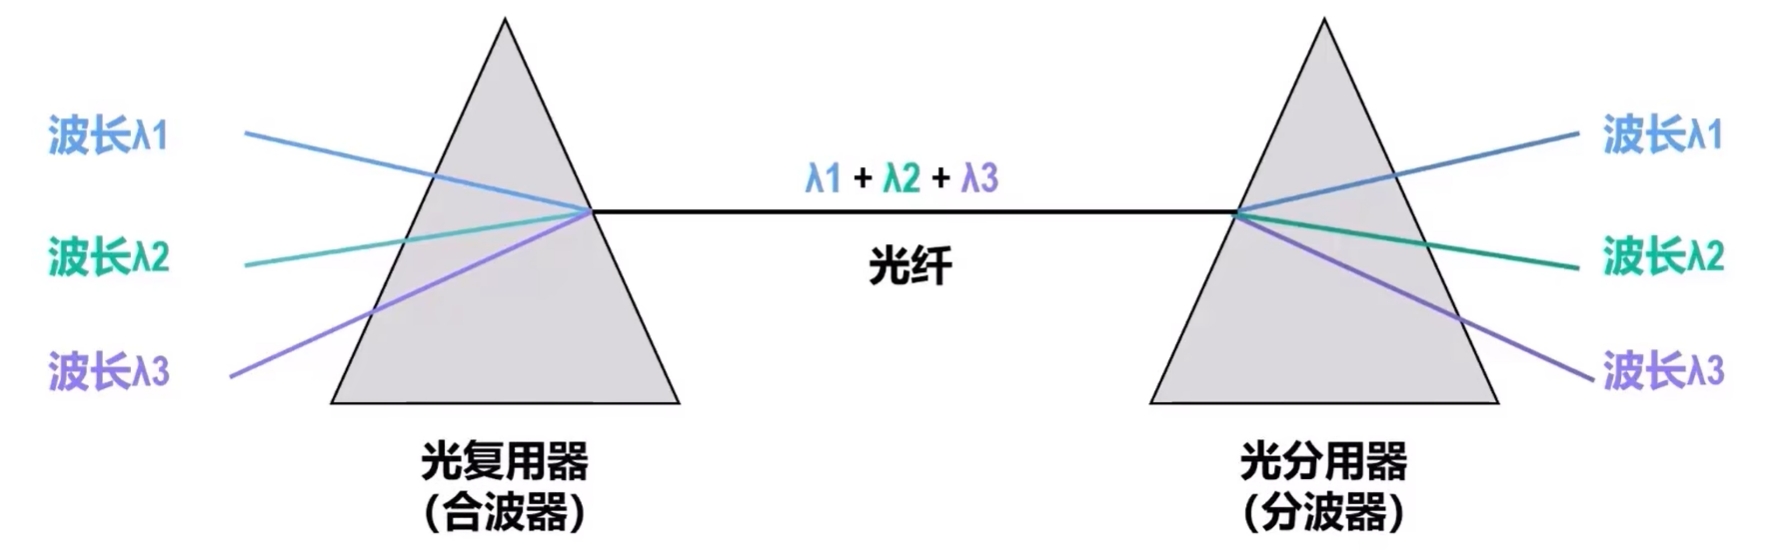 波长λ1
波长λ2
波长λ3
λ1 + λ2 + λ3
光纤
波长λ1
波长λ2
波长λ3
光复用器
(合波器)
光分用器
(分波器)